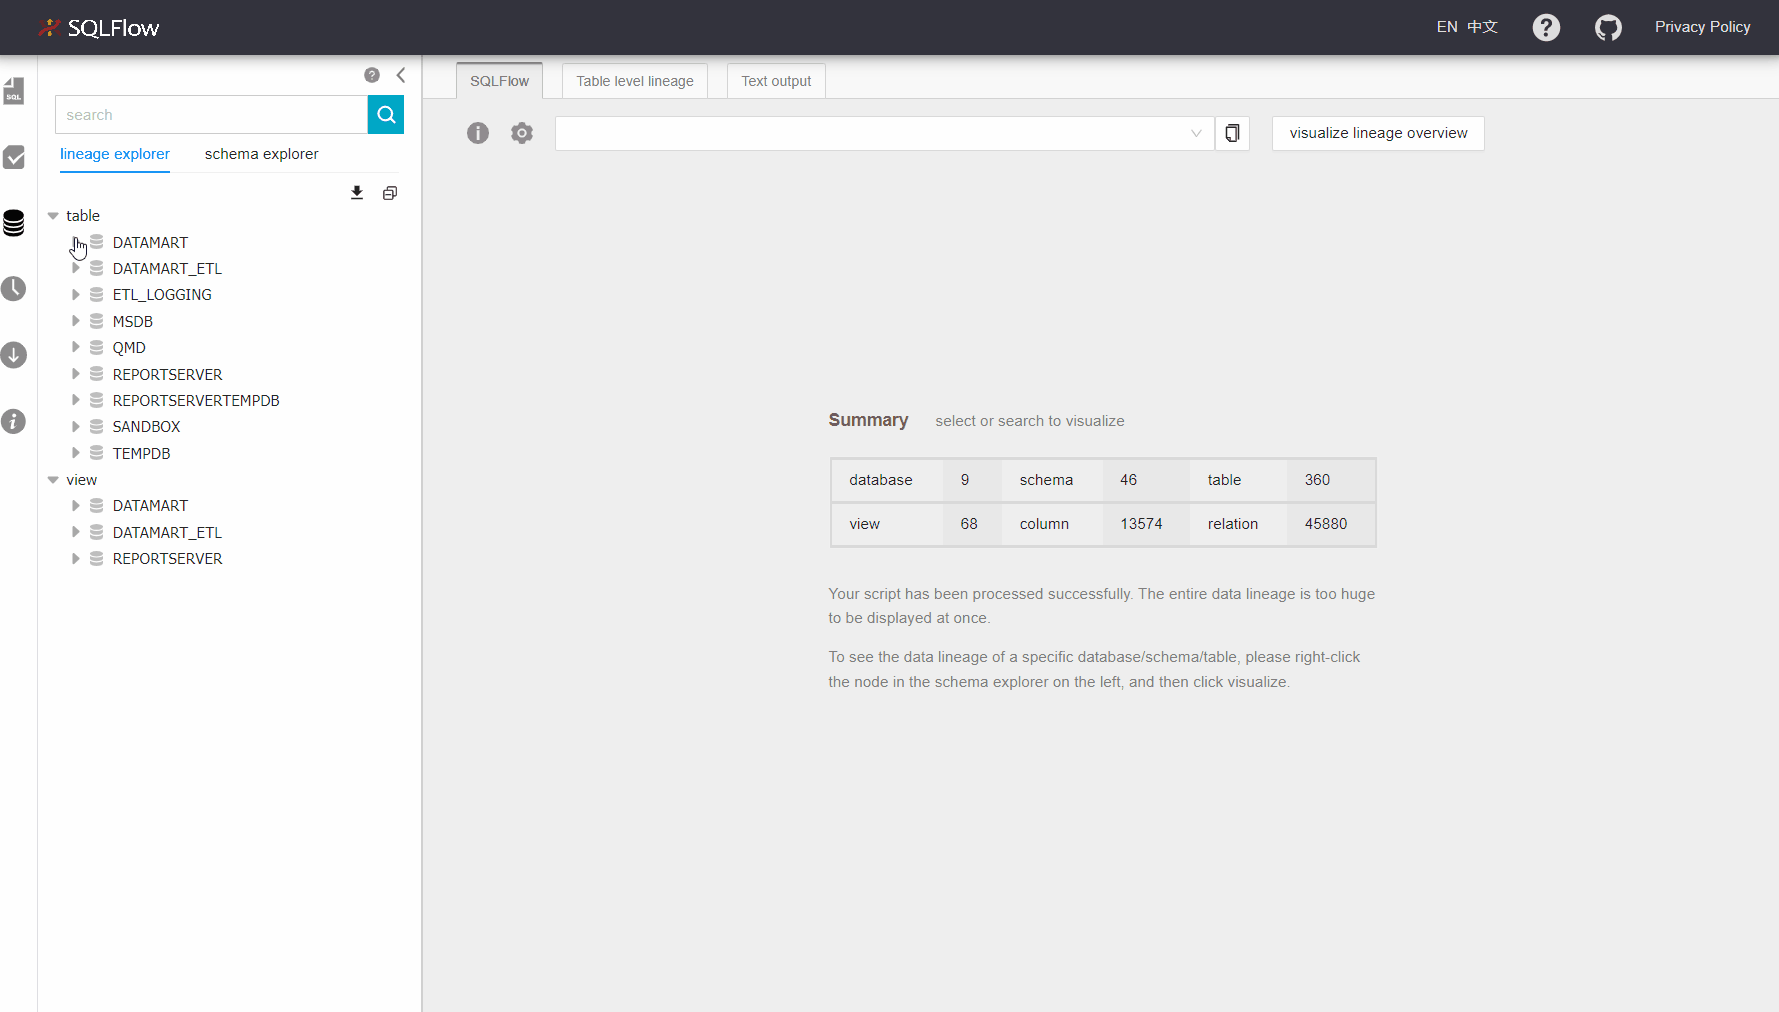 SQLFlow
EN 中文
Privacy Policy
SQL
search
lineage explorer
schema explorer
table
DATAMART
DATAMART_ETL
ETL_LOGGING
MSDB
QMD
REPORTSERVER
REPORTSERVERTEMPDB
SANDBOX
TEMPDB
view
DATAMART
DATAMART_ETL
REPORTSERVER
SQLFlow
Table level lineage
Text output
visualize lineage overview
Summary select or search to visualize
database 9 schema 46 table 360
view 68 column 13574 relation 45880
Your script has been processed successfully. The entire data lineage is too huge
to be displayed at once.
To see the data lineage of a specific database/schema/table, please right-click
the node in the schema explorer on the left, and then click visualize.